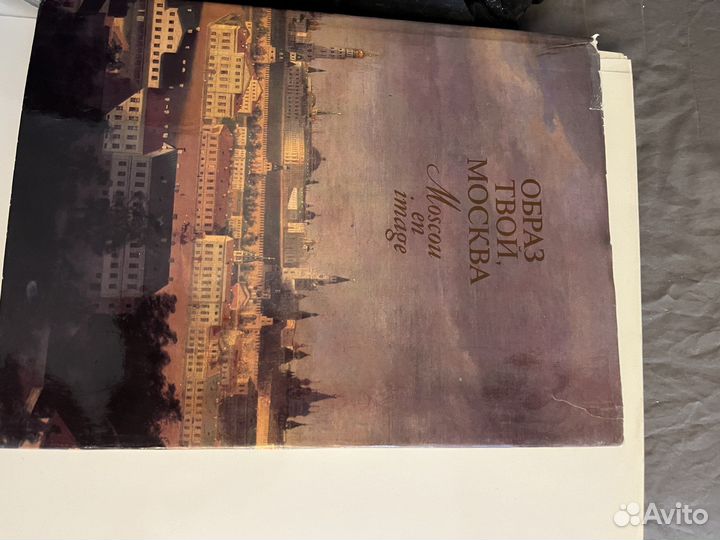 ОБРАЗ
ТВОЙ,
МОСКВА
Moscou
en
image
Avito